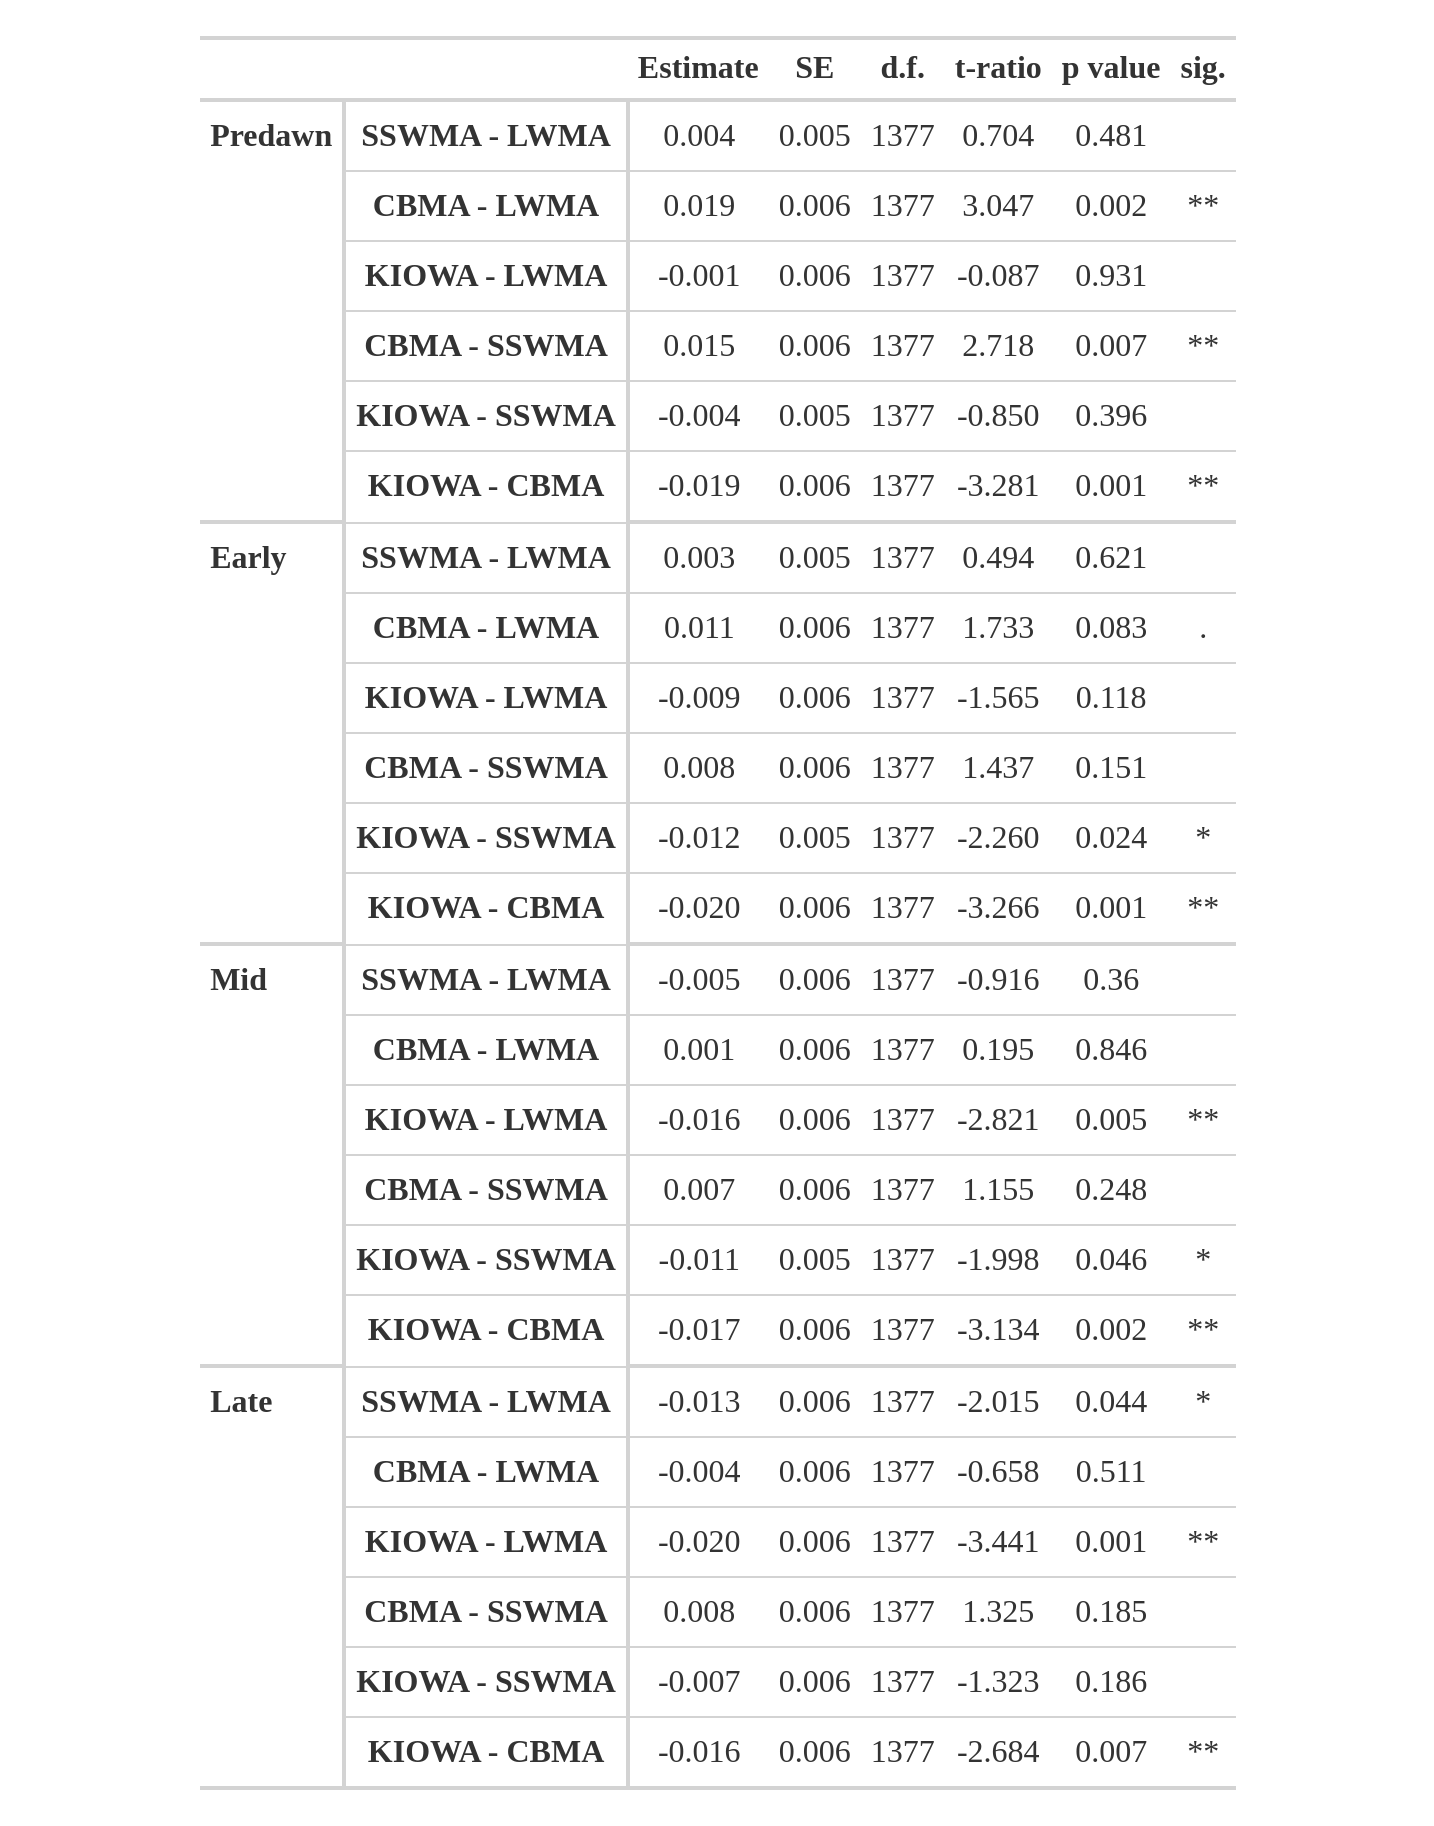 Estimate SE d.f. t-ratio p value sig.
Predawn SSWMA - LWMA 0.004 0.005 1377 0.704 0.481
CBMA - LWMA 0.019 0.006 1377 3.047 0.002 **
KIOWA - LWMA -0.001 0.006 1377 -0.087 0.931
CBMA - SSWMA 0.015 0.006 1377 2.718 0.007 **
KIOWA - SSWMA -0.004 0.005 1377 -0.850 0.396
KIOWA - CBMA -0.019 0.006 1377 -3.281 0.001 **
Early SSWMA - LWMA 0.003 0.005 1377 0.494 0.621
CBMA - LWMA 0.011 0.006 1377 1.733 0.083 .
KIOWA - LWMA -0.009 0.006 1377 -1.565 0.118
CBMA - SSWMA 0.008 0.006 1377 1.437 0.151
KIOWA - SSWMA -0.012 0.005 1377 -2.260 0.024 *
KIOWA - CBMA -0.020 0.006 1377 -3.266 0.001 **
Mid SSWMA - LWMA -0.005 0.006 1377 -0.916 0.36
CBMA - LWMA 0.001 0.006 1377 0.195 0.846
KIOWA - LWMA -0.016 0.006 1377 -2.821 0.005 **
CBMA - SSWMA 0.007 0.006 1377 1.155 0.248
KIOWA - SSWMA -0.011 0.005 1377 -1.998 0.046 *
KIOWA - CBMA -0.017 0.006 1377 -3.134 0.002 **
Late SSWMA - LWMA -0.013 0.006 1377 -2.015 0.044 *
CBMA - LWMA -0.004 0.006 1377 -0.658 0.511
KIOWA - LWMA -0.020 0.006 1377 -3.441 0.001 **
CBMA - SSWMA 0.008 0.006 1377 1.325 0.185
KIOWA - SSWMA -0.007 0.006 1377 -1.323 0.186
KIOWA - CBMA -0.016 0.006 1377 -2.684 0.007 **